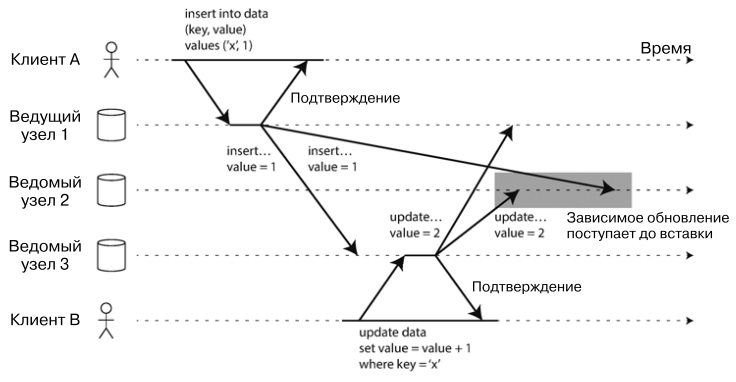 insert into data
(key, value)
values (‘x’, 1)
Время
Клиент A
Подтверждение
Ведущий
узел 1
insert…
value = 1
insert…
value = 1
Ведомый
узел 2
update…
value = 2
update…
value = 2
Зависимое обновление
поступает до вставки
Ведомый
узел 3
Подтверждение
Клиент B
update data
set value = value + 1
where key = ‘x’